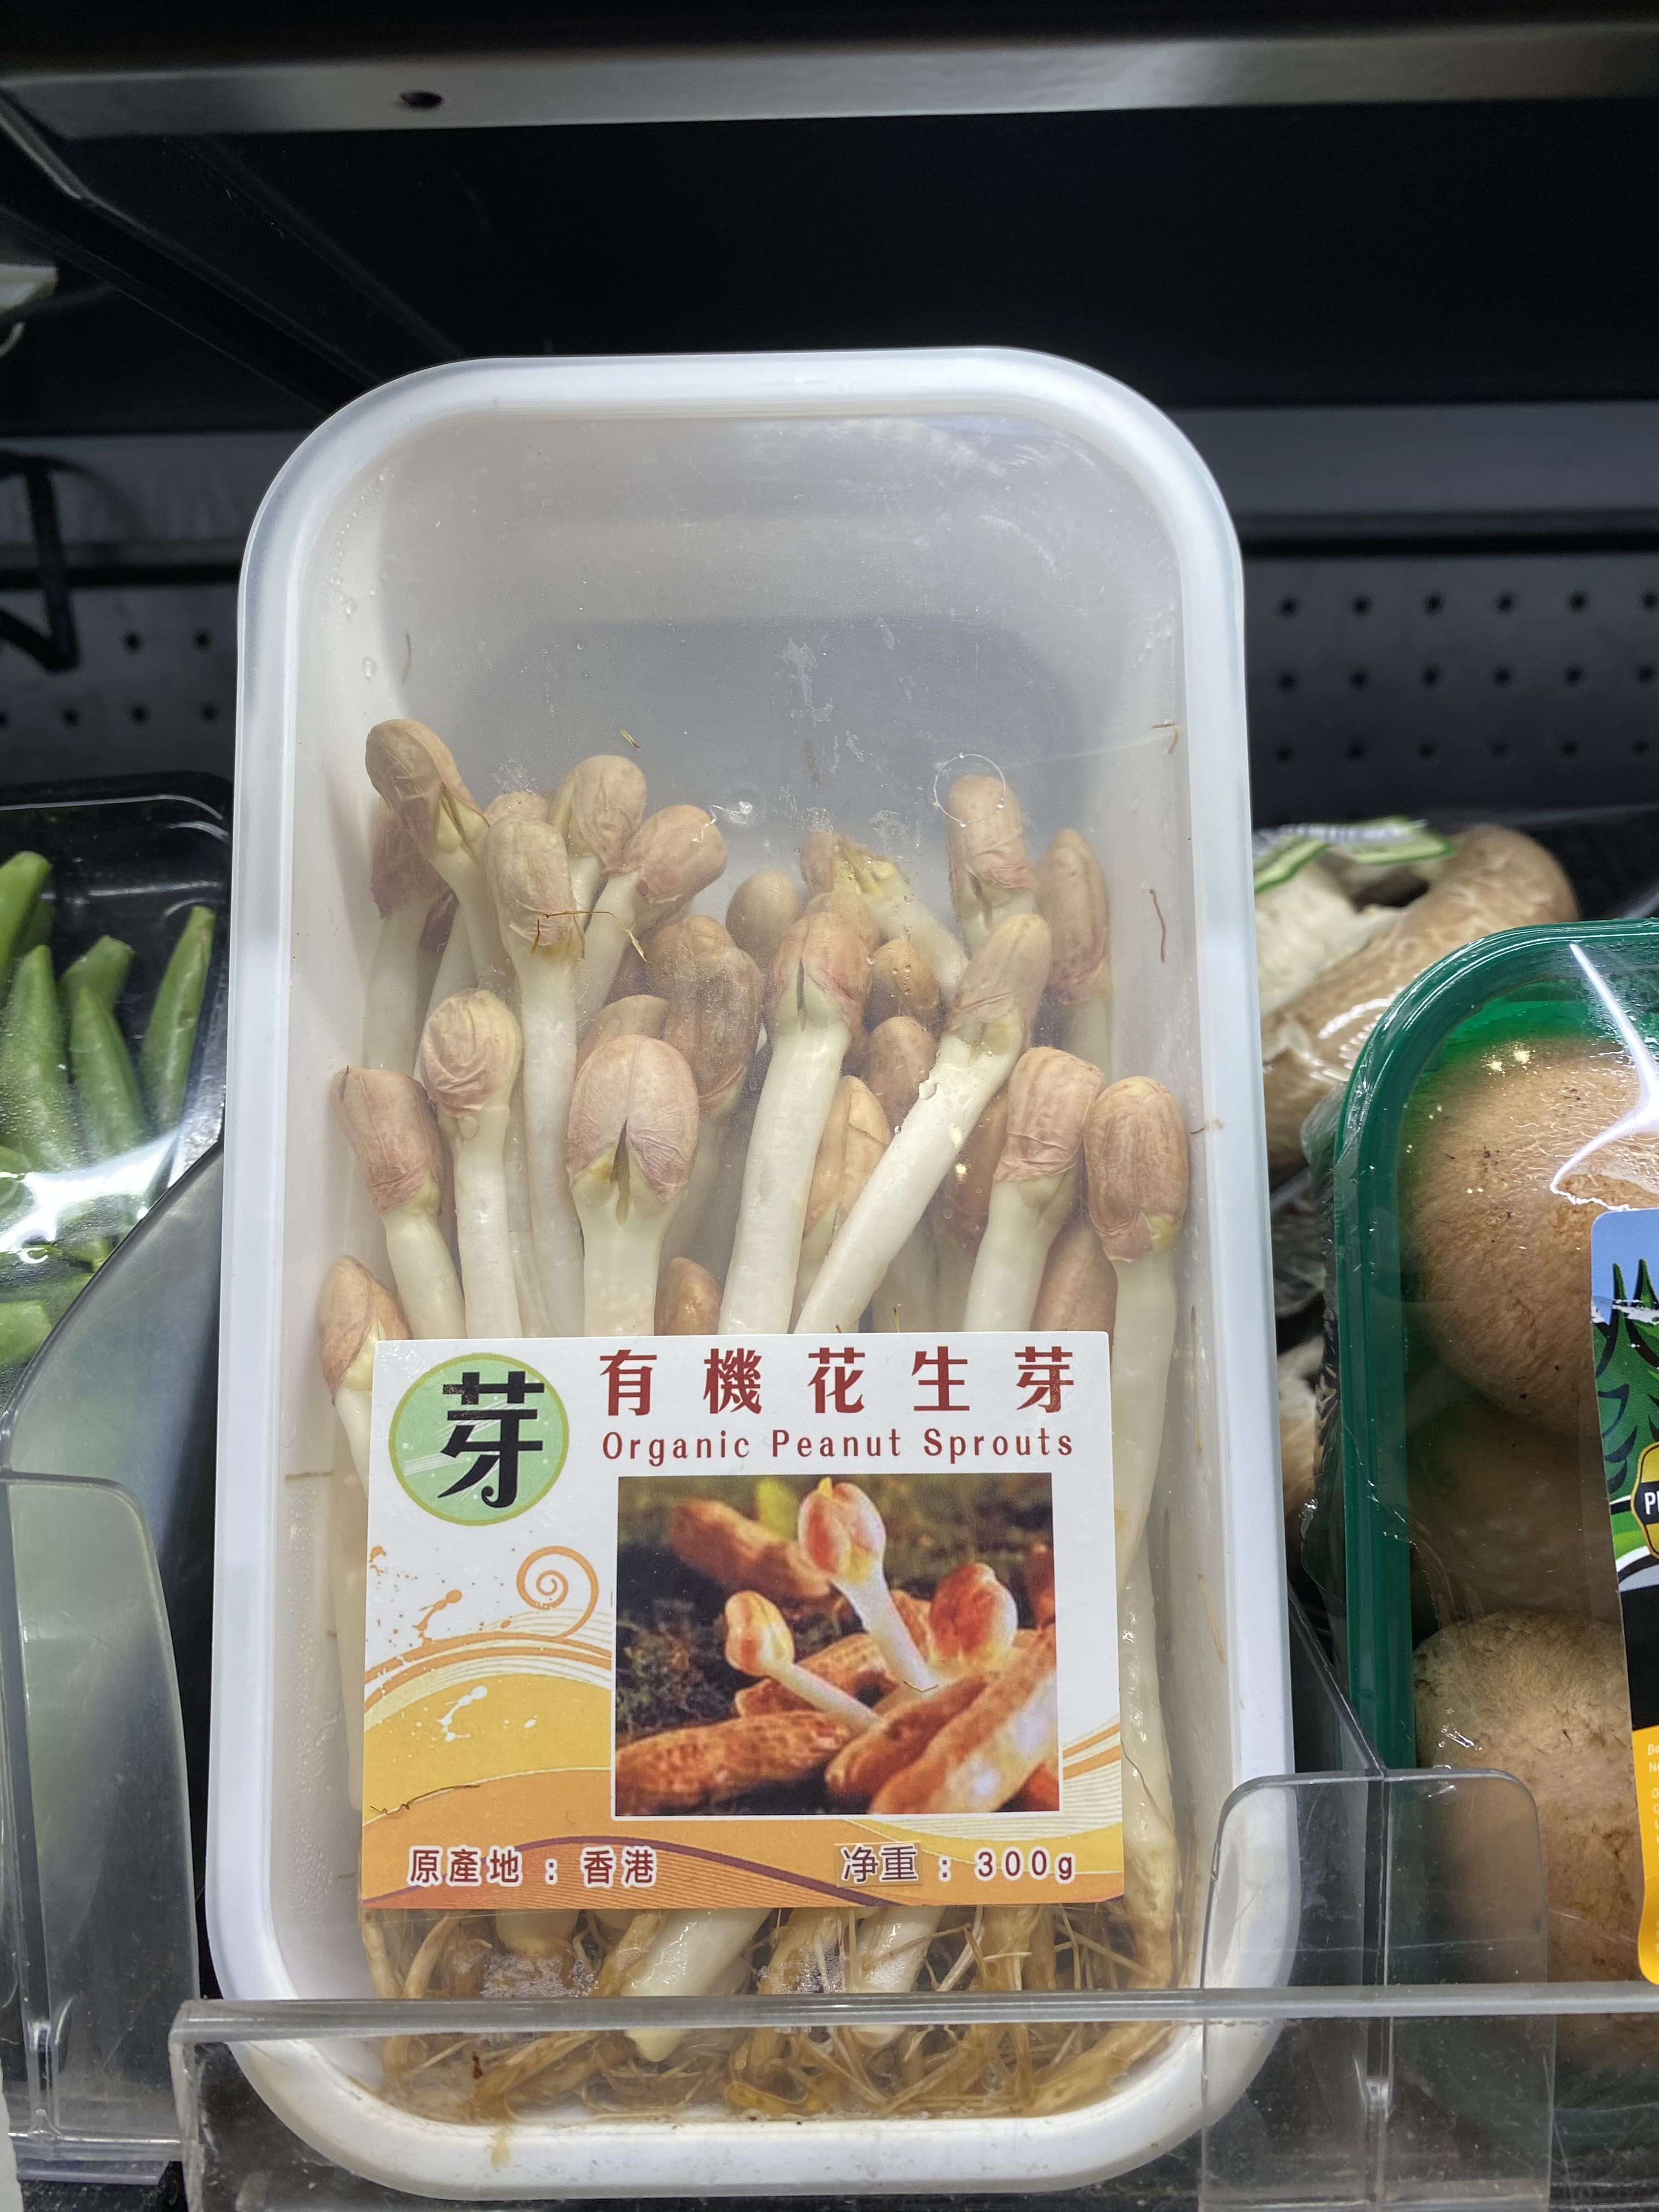 芽
有機花生芽
Organic Peanut Sprouts
原產地：香港
净重：300g